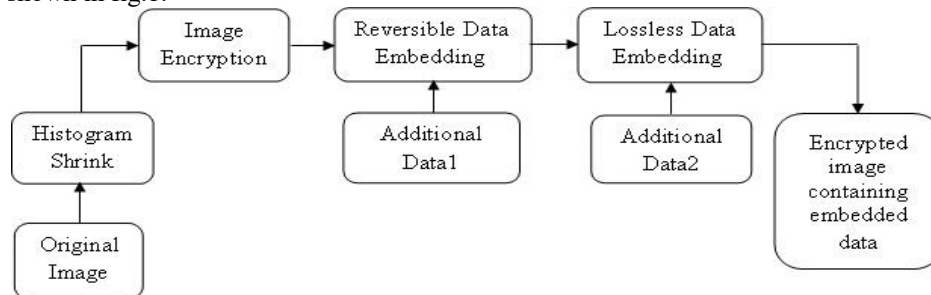 shown in fig.1.
Image
Encryption
Reversible Data
Embedding
Lossless Data
Embedding
Histogram
Shrink
Additional
Data1
Additional
Data2
Encrypted
image
containing
embedded
data
Original
Image